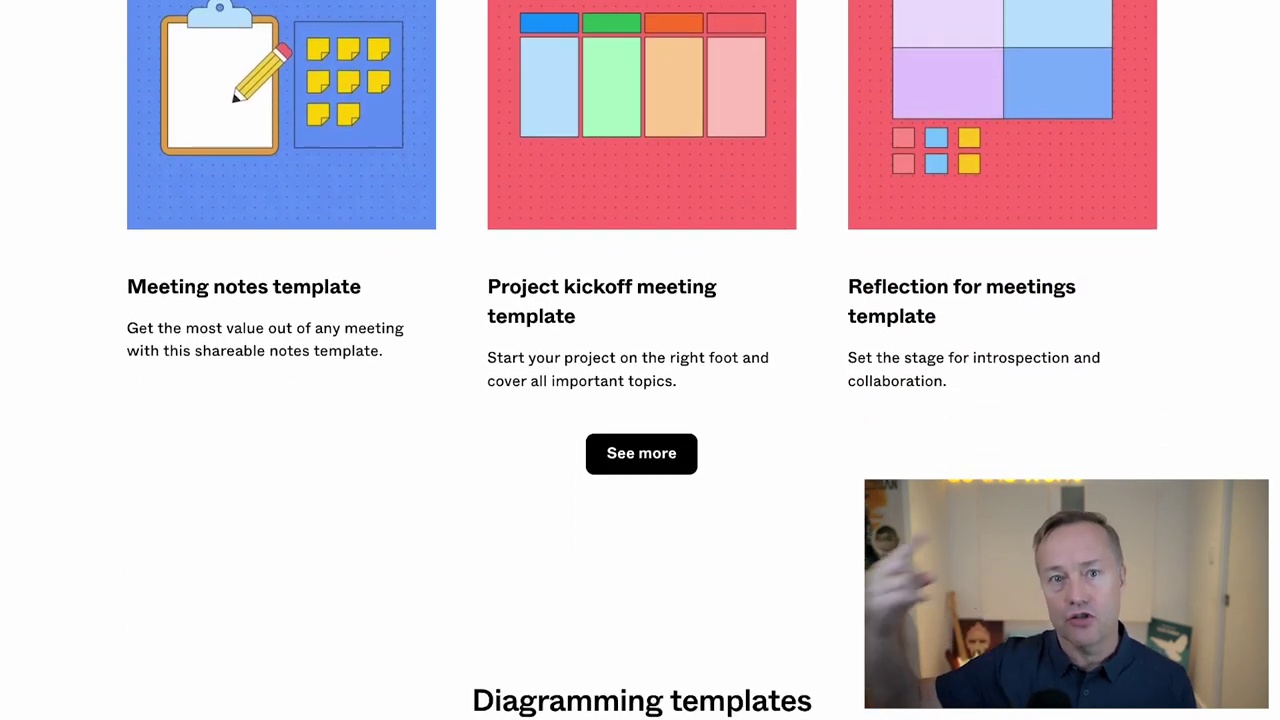 Meeting notes template
Get the most value out of any meeting
with this shareable notes template.
Project kickoff meeting
template
Start your project on the right foot and
cover all important topics.
Reflection for meetings
template
Set the stage for introspection and
collaboration.
See more
Diagramming templates